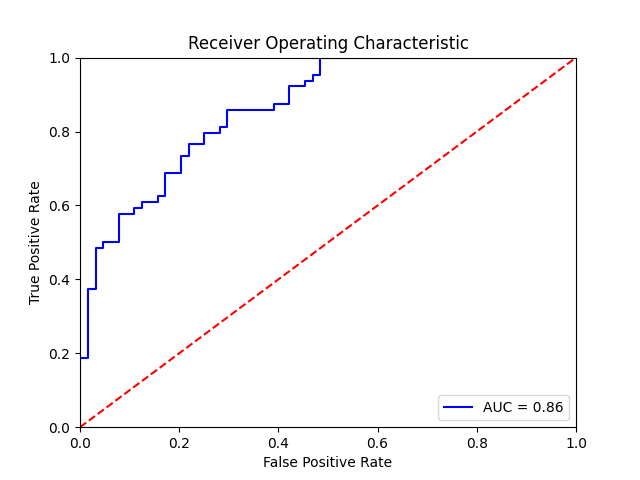 Receiver Operating Characteristic
True Positive Rate
1.0
0.8
0.6
0.4
0.2
0.0
0.0 0.2 0.4 0.6 0.8 1.0
False Positive Rate
AUC = 0.86